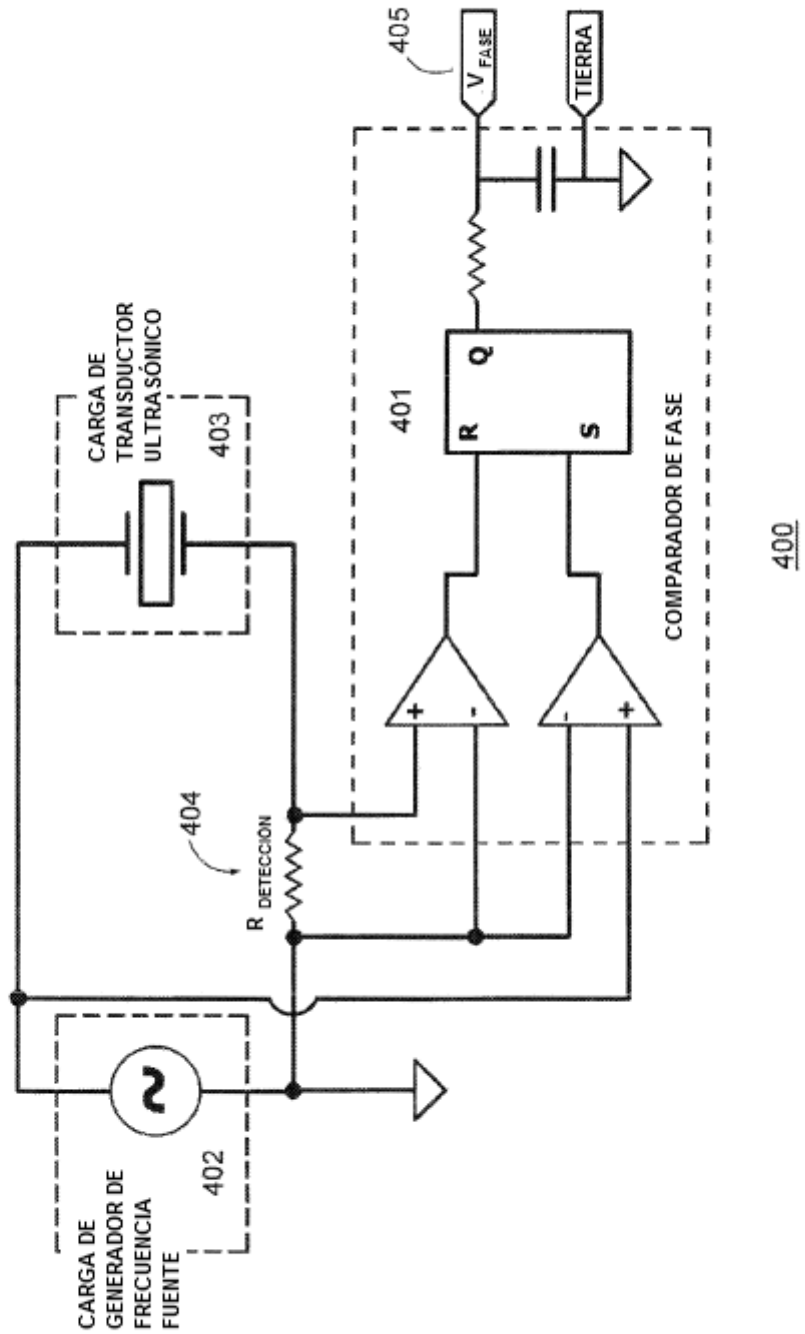 CARGA DE
GENERADOR DE
FRECUENCIA
FUENTE
402
CARGA DE
TRANSDUCTOR
ULTRASÓNICO
403
404
R DETECCIÓN
+
-
-
+
401
R
Q
S
COMPARADOR DE FASE
405
V FASE
TIERRA
400